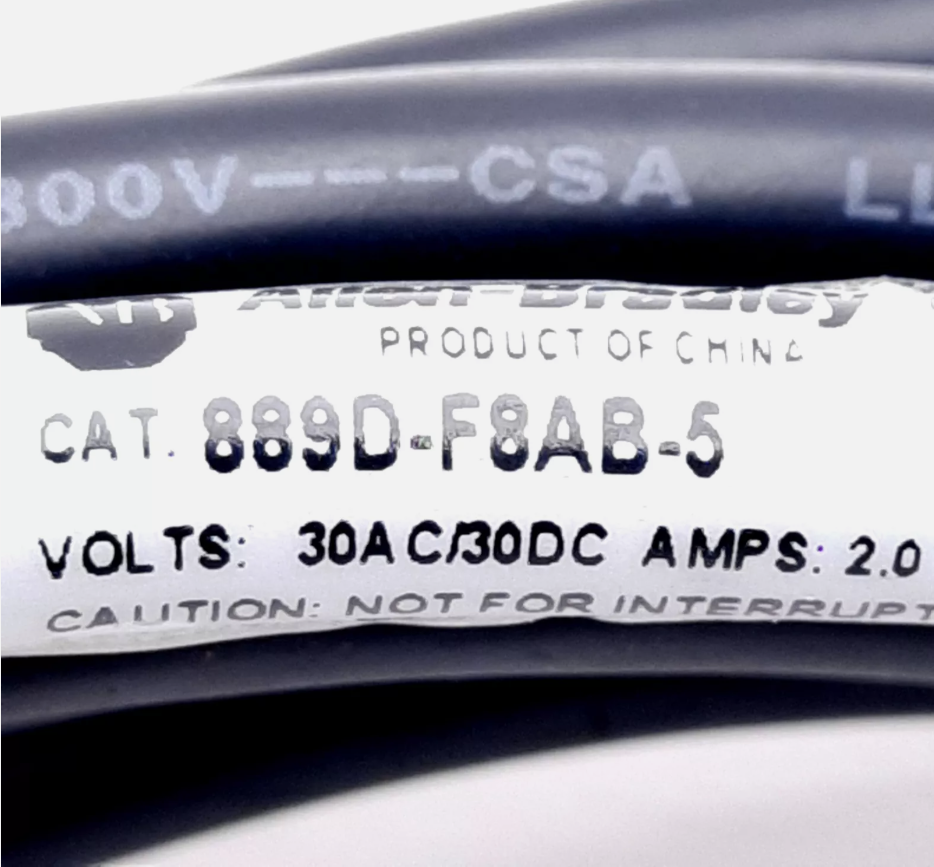 300V---CSA LL
Allen-Bradley
PRODUCT OF CHINA
CAT. 889D-F8AB-5
VOLTS: 30AC/30DC AMPS: 2.0
CAUTION: NOT FOR INTERRUPT